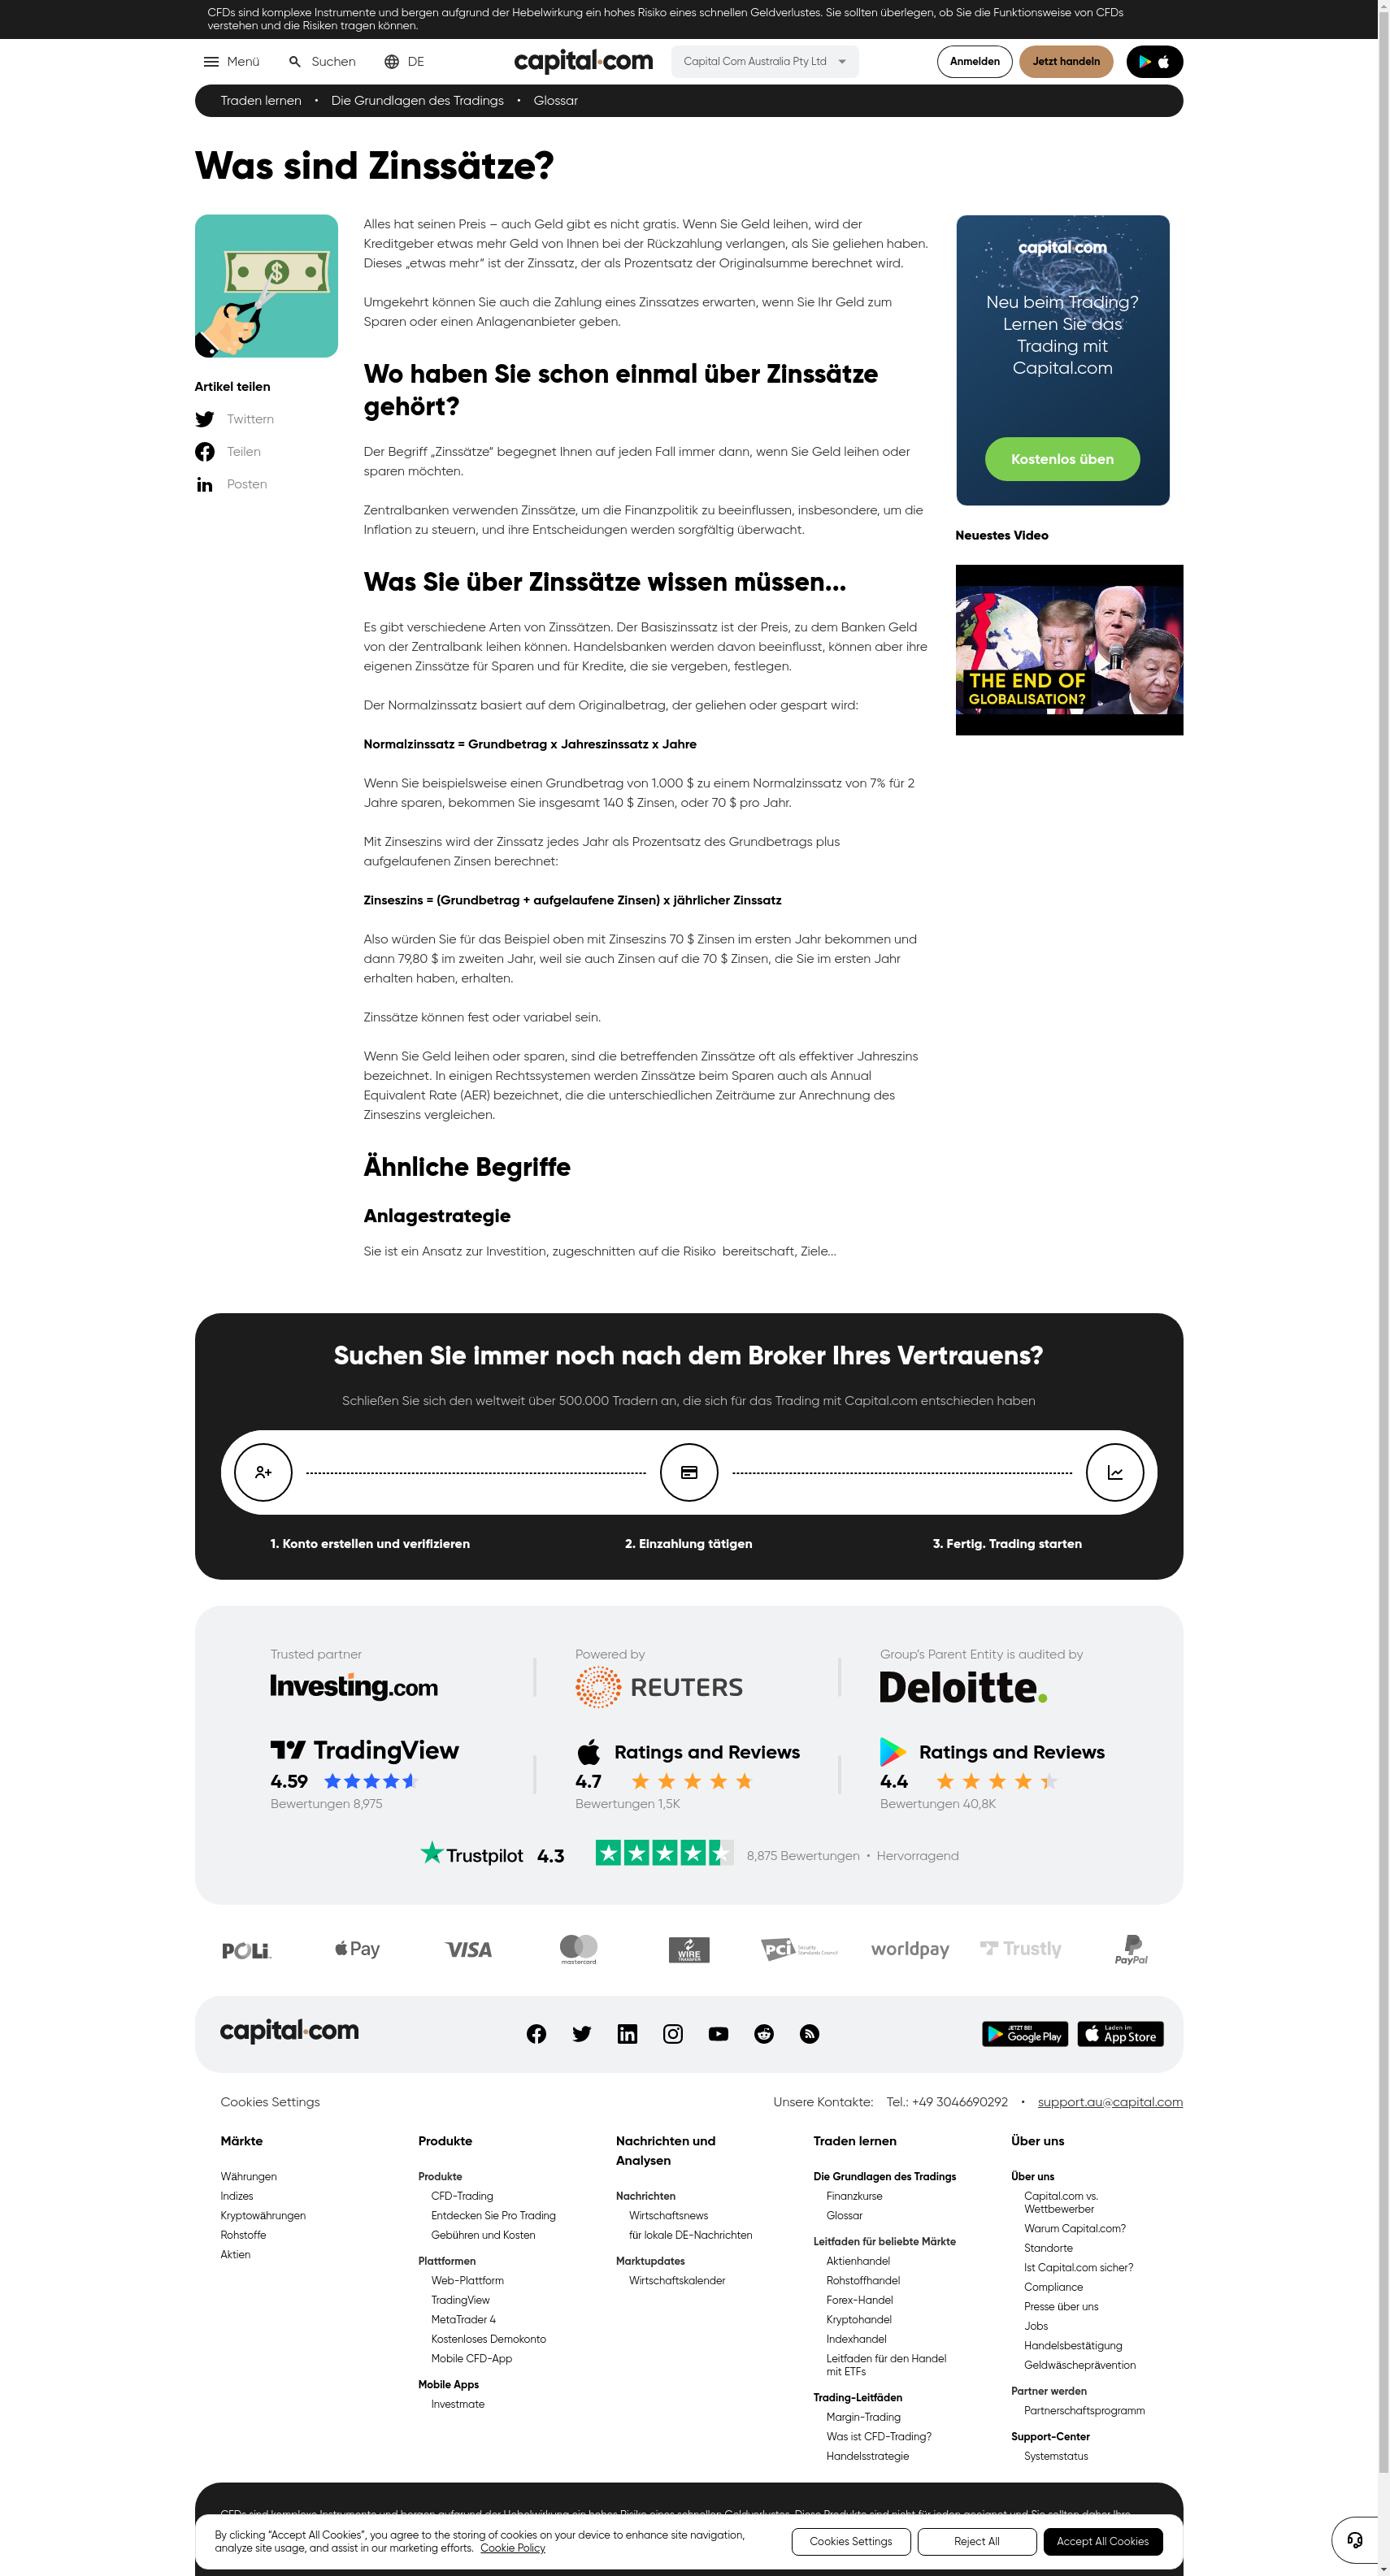 CFDs sind komplexe Instrumente und bergen aufgrund der Hebelwirkung ein hohes Risiko eines schnellen Geldverlustes. Sie sollten überlegen, ob Sie die Funktionsweise von CFDs
verstehen und die Risiken tragen können.
Menü
Suchen
DE
capital.com
Capital Com Australia Pty Ltd
Anmelden
Jetzt handeln
Traden lernen • Die Grundlagen des Tradings • Glossar
Was sind Zinssätze?
Artikel teilen
Twittern
Teilen
Posten
Alles hat seinen Preis – auch Geld gibt es nicht gratis. Wenn Sie Geld leihen, wird der
Kreditgeber etwas mehr Geld von Ihnen bei der Rückzahlung verlangen, als Sie geliehen haben.
Dieses „etwas mehr“ ist der Zinssatz, der als Prozentsatz der Originalsumme berechnet wird.
Umgekehrt können Sie auch die Zahlung eines Zinssatzes erwarten, wenn Sie Ihr Geld zum
Sparen oder einen Anlagenanbieter geben.
Wo haben Sie schon einmal über Zinssätze
gehört?
Der Begriff „Zinssätze“ begegnet Ihnen auf jeden Fall immer dann, wenn Sie Geld leihen oder
sparen möchten.
Zentralbanken verwenden Zinssätze, um die Finanzpolitik zu beeinflussen, insbesondere, um die
Inflation zu steuern, und ihre Entscheidungen werden sorgfältig überwacht.
Was Sie über Zinssätze wissen müssen...
Es gibt verschiedene Arten von Zinssätzen. Der Basiszinssatz ist der Preis, zu dem Banken Geld
von der Zentralbank leihen können. Handelsbanken werden davon beeinflusst, können aber ihre
eigenen Zinssätze für Sparen und für Kredite, die sie vergeben, festlegen.
Der Normalzinssatz basiert auf dem Originalbetrag, der geliehen oder gespart wird:
Normalzinssatz = Grundbetrag x Jahreszinssatz x Jahre
Wenn Sie beispielsweise einen Grundbetrag von 1.000 $ zu einem Normalzinssatz von 7% für 2
Jahre sparen, bekommen Sie insgesamt 140 $ Zinsen, oder 70 $ pro Jahr.
Mit Zinseszins wird der Zinssatz jedes Jahr als Prozentsatz des Grundbetrags plus
aufgelaufenen Zinsen berechnet:
Zinseszins = (Grundbetrag + aufgelaufene Zinsen) x jährlicher Zinssatz
Also würden Sie für das Beispiel oben mit Zinseszins 70 $ Zinsen im ersten Jahr bekommen und
dann 79,80 $ im zweiten Jahr, weil sie auch Zinsen auf die 70 $ Zinsen, die Sie im ersten Jahr
erhalten haben, erhalten.
Zinssätze können fest oder variabel sein.
Wenn Sie Geld leihen oder sparen, sind die betreffenden Zinssätze oft als effektiver Jahreszins
bezeichnet. In einigen Rechtssystemen werden Zinssätze beim Sparen auch als Annual
Equivalent Rate (AER) bezeichnet, die die unterschiedlichen Zeiträume zur Anrechnung des
Zinseszins vergleichen.
Ähnliche Begriffe
Anlagestrategie
Sie ist ein Ansatz zur Investition, zugeschnitten auf die Risiko bereitschaft, Ziele...
capital.com
Neu beim Trading?
Lernen Sie das
Trading mit
Capital.com
Kostenlos üben
Neuestes Video
THE END OF
GLOBALISATION?
Suchen Sie immer noch nach dem Broker Ihres Vertrauens?
Schließen Sie sich den weltweit über 500.000 Tradern an, die sich für das Trading mit Capital.com entschieden haben
1. Konto erstellen und verifizieren
2. Einzahlung tätigen
3. Fertig. Trading starten
Trusted partner
Investing.com
Powered by
REUTERS
Group’s Parent Entity is audited by
Deloitte.
TradingView
4.59
Bewertungen 8,975
Ratings and Reviews
4.7
Bewertungen 1,5K
Ratings and Reviews
4.4
Bewertungen 40,8K
Trustpilot 4.3
8,875 Bewertungen • Hervorragend
POLi
Pay
VISA
mastercard
WIRE
TRANSFER
PCI Security
Standards Council
worldpay
Trustly
PayPal
capital.com
JETZT BEI
Google Play
Laden im
App Store
Cookies Settings
Unsere Kontakte: Tel.: +49 3046690292 • support.au@capital.com
Märkte
Währungen
Indizes
Kryptowährungen
Rohstoffe
Aktien
Produkte
Produkte
CFD-Trading
Entdecken Sie Pro Trading
Gebühren und Kosten
Plattformen
Web-Plattform
TradingView
MetaTrader 4
Kostenloses Demokonto
Mobile CFD-App
Mobile Apps
Investmate
Nachrichten und
Analysen
Nachrichten
Wirtschaftsnews
für lokale DE-Nachrichten
Marktupdates
Wirtschaftskalender
Traden lernen
Die Grundlagen des Tradings
Finanzkurse
Glossar
Leitfaden für beliebte Märkte
Aktienhandel
Rohstoffhandel
Forex-Handel
Kryptohandel
Indexhandel
Leitfaden für den Handel
mit ETFs
Trading-Leitfäden
Margin-Trading
Was ist CFD-Trading?
Handelsstrategie
Über uns
Über uns
Capital.com vs.
Wettbewerber
Warum Capital.com?
Standorte
Ist Capital.com sicher?
Compliance
Presse über uns
Jobs
Handelsbestätigung
Geldwäscheprävention
Partner werden
Partnerschaftsprogramm
Support-Center
Systemstatus
CFDs sind komplexe Instrumente und bergen aufgrund der Hebelwirkung ein hohes Risiko eines schnellen Geldverlustes. Diese Produkte sind nicht für jeden geeignet und Sie sollten daher Ihre
By clicking “Accept All Cookies”, you agree to the storing of cookies on your device to enhance site navigation,
analyze site usage, and assist in our marketing efforts. Cookie Policy
Cookies Settings
Reject All
Accept All Cookies